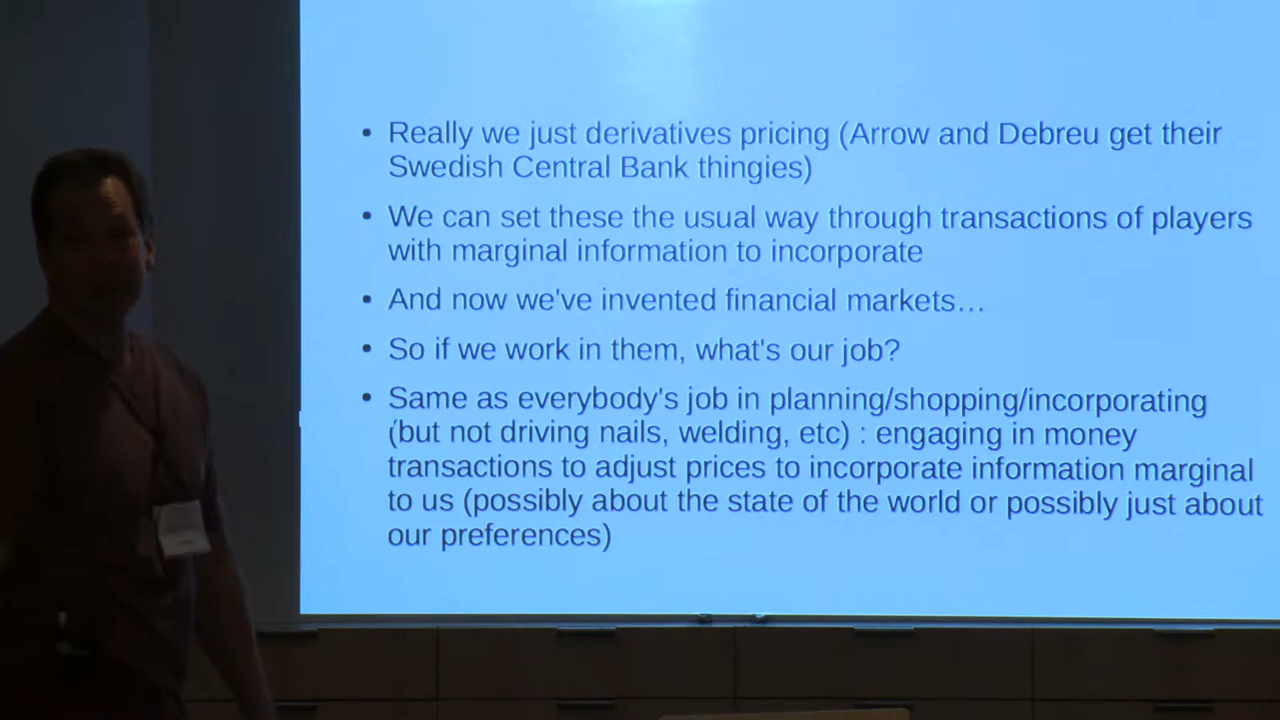 • Really we just derivatives pricing (Arrow and Debreu get their
Swedish Central Bank thingies)
• We can set these the usual way through transactions of players
with marginal information to incorporate
• And now we've invented financial markets…
• So if we work in them, what's our job?
• Same as everybody's job in planning/shopping/incorporating
(but not driving nails, welding, etc) : engaging in money
transactions to adjust prices to incorporate information marginal
to us (possibly about the state of the world or possibly just about
our preferences)